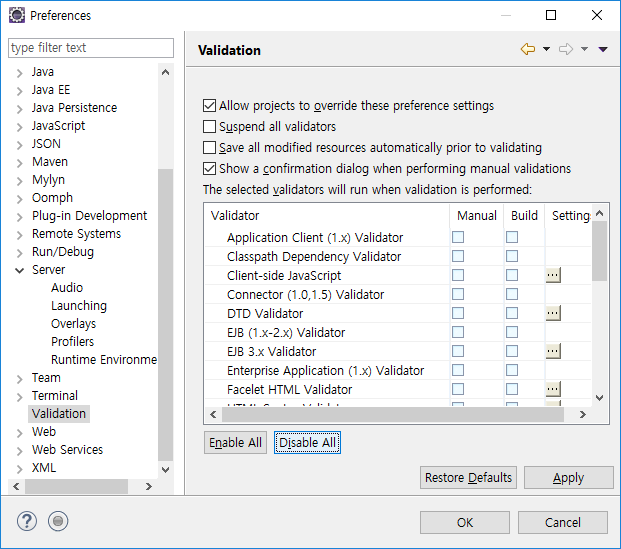 Preferences
type filter text
Java
Java EE
Java Persistence
JavaScript
JSON
Maven
Mylyn
Oomph
Plug-in Development
Remote Systems
Run/Debug
Server
Audio
Launching
Overlays
Profilers
Runtime Environme
Team
Terminal
Validation
Web
Web Services
XML
Validation
Allow projects to override these preference settings
Suspend all validators
Save all modified resources automatically prior to validating
Show a confirmation dialog when performing manual validations
The selected validators will run when validation is performed:
Validator Manual Build Settings
Application Client (1.x) Validator
Classpath Dependency Validator
Client-side JavaScript ...
Connector (1.0,1.5) Validator
DTD Validator ...
EJB (1.x-2.x) Validator
EJB 3.x Validator ...
Enterprise Application (1.x) Validator
Facelet HTML Validator ...
Enable All Disable All
Restore Defaults Apply
? OK Cancel